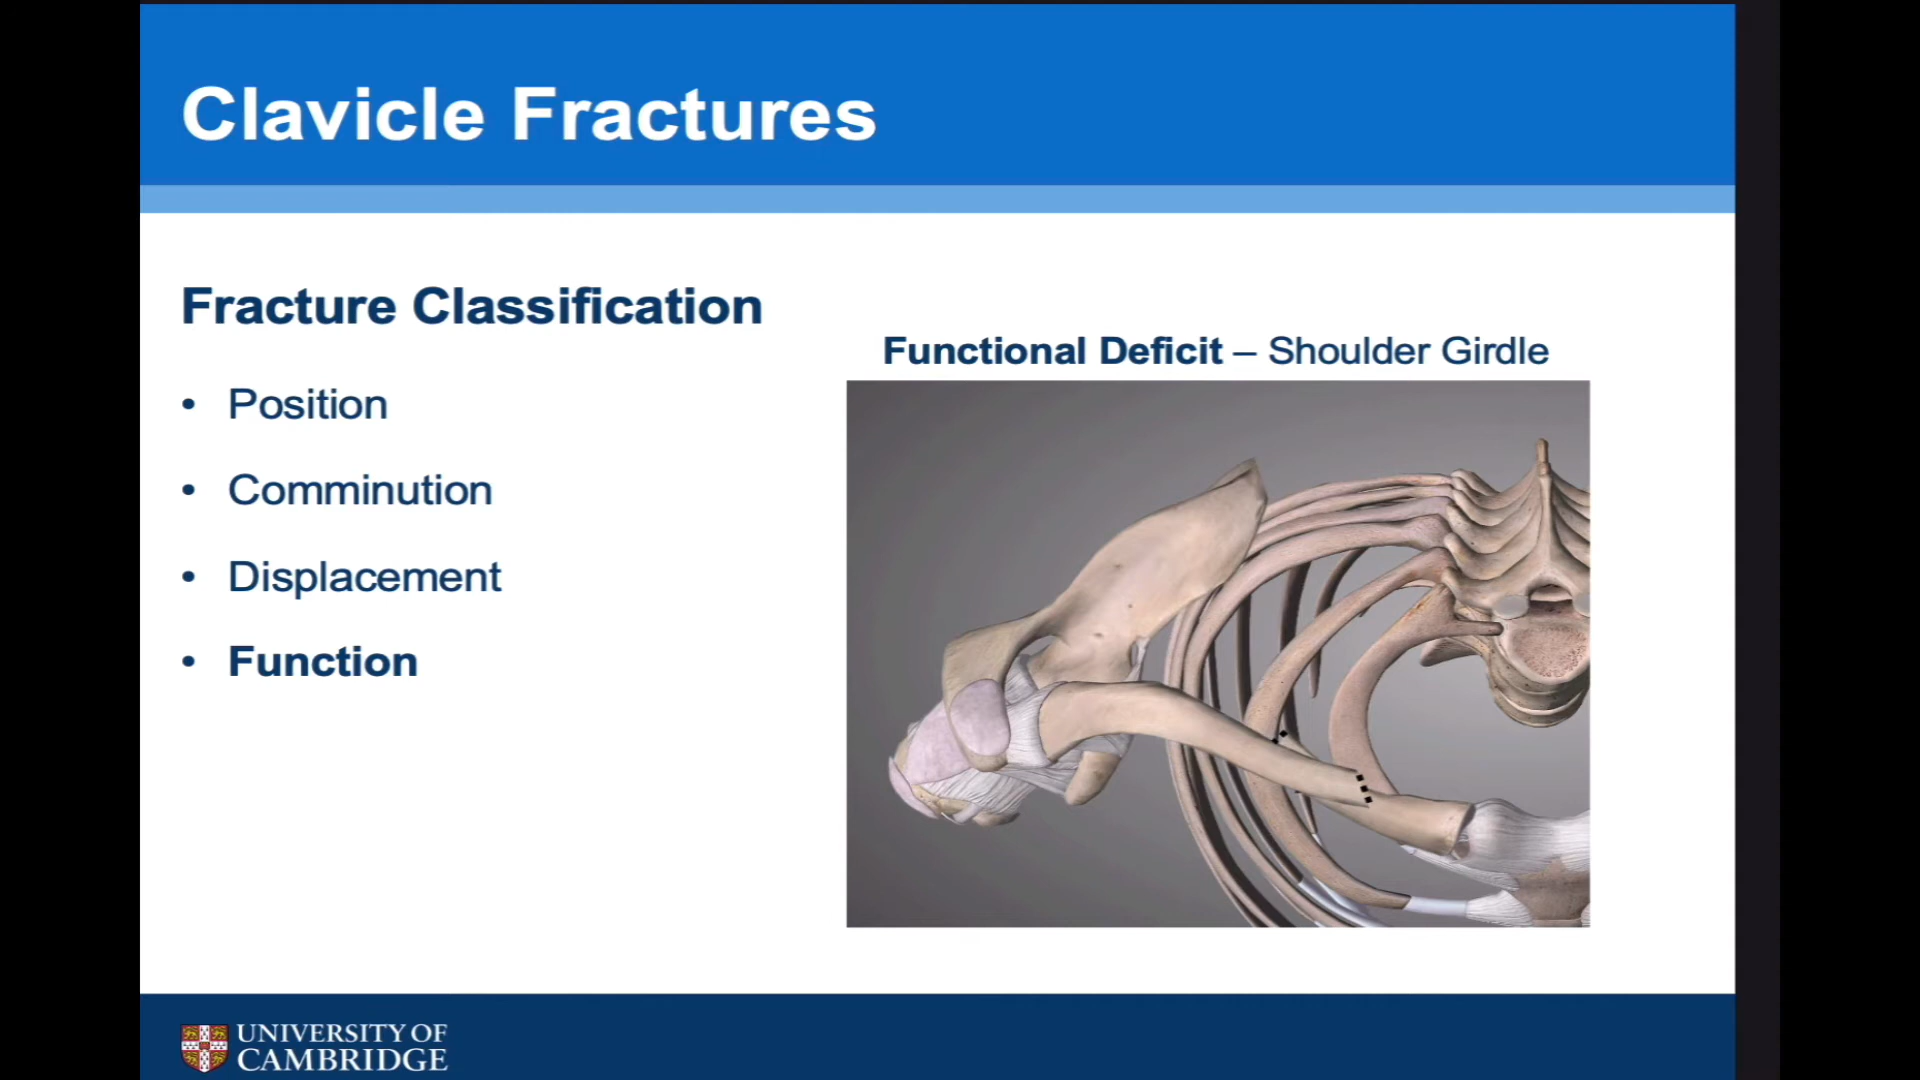 Clavicle Fractures
Fracture Classification
• Position
• Comminution
• Displacement
• Function
Functional Deficit – Shoulder Girdle
UNIVERSITY OF
CAMBRIDGE